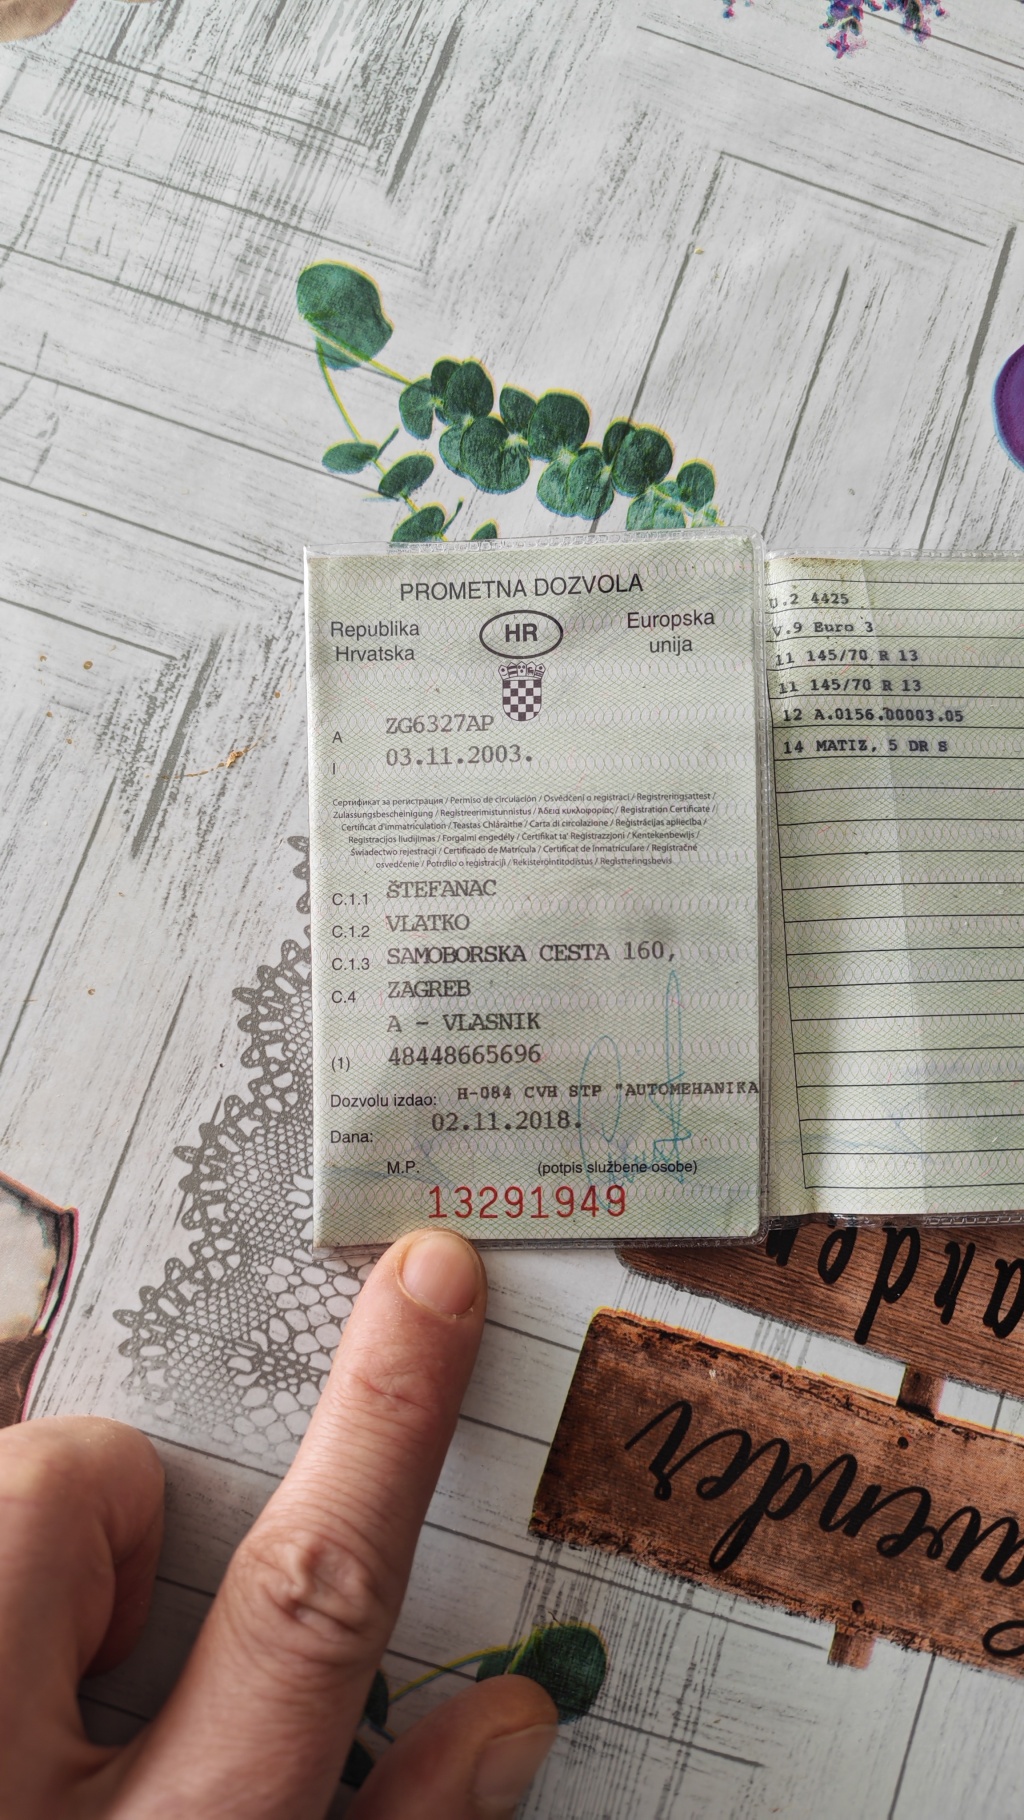 PROMETNA DOZVOLA
Republika Hrvatska
HR
Europska unija
A ZG6327AP
I 03.11.2003.
Сертификат за регистрация / Permiso de circulación / Osvědčení o registraci / Registreringsattest /
Zulassungsbescheinigung / Registreerimistunnistus / Άδεια κυκλοφορίας / Registration Certificate /
Certificat d'immatriculation / Teastas Chláraithe / Carta di circolazione / Reģistrācijas apliecība /
Registracijos liudijimas / Forgalmi engedély / Ċertifikat ta' Reġistrazzjoni / Kentekenbewijs /
Świadectwo rejestracji / Certificado de Matrícula / Certificat de înmatriculare / Registračné
osvedčenie / Potrdilo o registraciji / Rekisteröintitodistus / Registreringsbevis
C.1.1 ŠTEFANAC
C.1.2 VLATKO
C.1.3 SAMOBORSKA CESTA 160,
ZAGREB
C.4 A - VLASNIK
(1) 48448665696
Dozvolu izdao: H-084 CVH STP "AUTOMEHANIKA
Dana: 02.11.2018.
M.P. (potpis službene osobe)
13291949
U.2 4425
V.9 Euro 3
11 145/70 R 13
11 145/70 R 13
12 A.0156.00003.05
14 MATIZ, 5 DR S